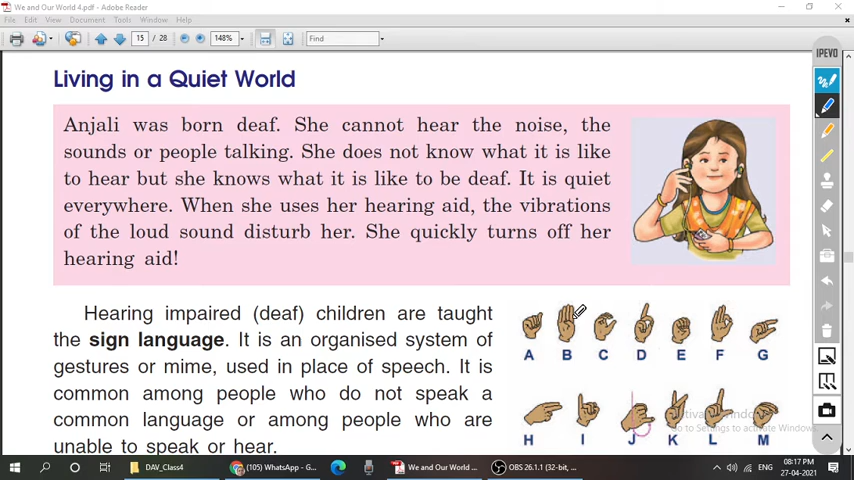 We and Our World 4.pdf - Adobe Reader
File Edit View Document Tools Window Help
15 / 28 148% Find
IPEVO
Living in a Quiet World
Anjali was born deaf. She cannot hear the noise, the
sounds or people talking. She does not know what it is like
to hear but she knows what it is like to be deaf. It is quiet
everywhere. When she uses her hearing aid, the vibrations
of the loud sound disturb her. She quickly turns off her
hearing aid!
Hearing impaired (deaf) children are taught
the sign language. It is an organised system of
gestures or mime, used in place of speech. It is
common among people who do not speak a
common language or among people who are
unable to speak or hear.
A B C D E F G
H I J K L M
Go to Settings to activate Windows.
DAV_Class4 (105) WhatsApp - G... We and Our World ... OBS 26.1.1 (32-bit, ... ENG 08:17 PM
27-04-2021